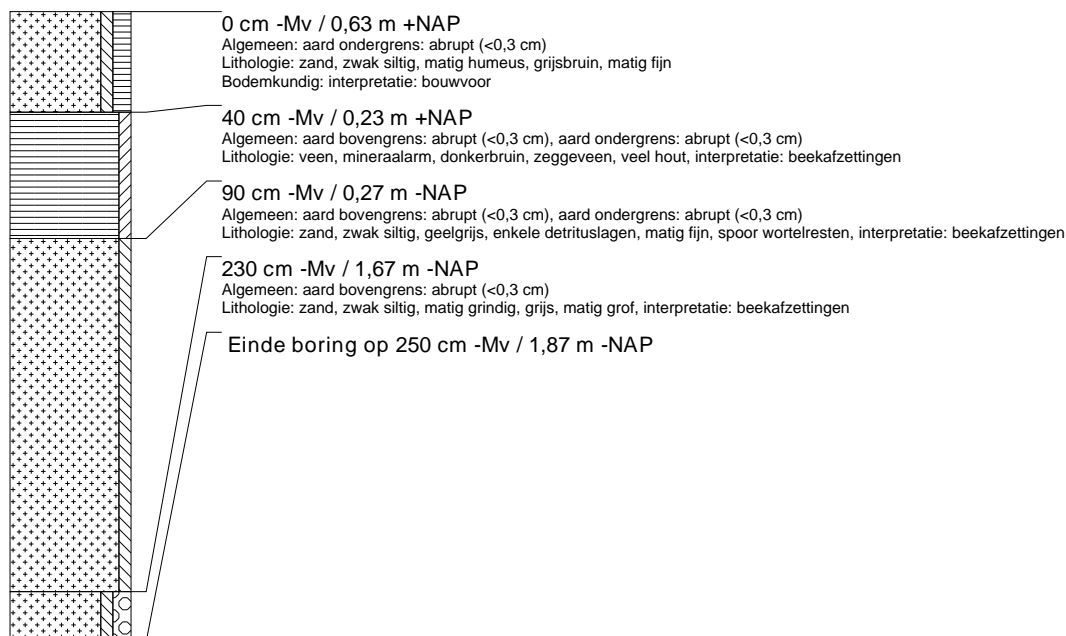 0 cm -Mv / 0,63 m +NAP
Algemeen: aard ondergrens: abrupt (<0,3 cm)
Lithologie: zand, zwak siltig, matig humeus, grijsbruin, matig fijn
Bodemkundig: interpretatie: bouwvoor
40 cm -Mv / 0,23 m +NAP
Algemeen: aard bovengrens: abrupt (<0,3 cm), aard ondergrens: abrupt (<0,3 cm)
Lithologie: veen, mineraalarm, donkerbruin, zeggeveen, veel hout, interpretatie: beekafzettingen
90 cm -Mv / 0,27 m -NAP
Algemeen: aard bovengrens: abrupt (<0,3 cm), aard ondergrens: abrupt (<0,3 cm)
Lithologie: zand, zwak siltig, geelgrijs, enkele detrituslagen, matig fijn, spoor wortelresten, interpretatie: beekafzettingen
230 cm -Mv / 1,67 m -NAP
Algemeen: aard bovengrens: abrupt (<0,3 cm)
Lithologie: zand, zwak siltig, matig grindig, grijs, matig grof, interpretatie: beekafzettingen
Einde boring op 250 cm -Mv / 1,87 m -NAP